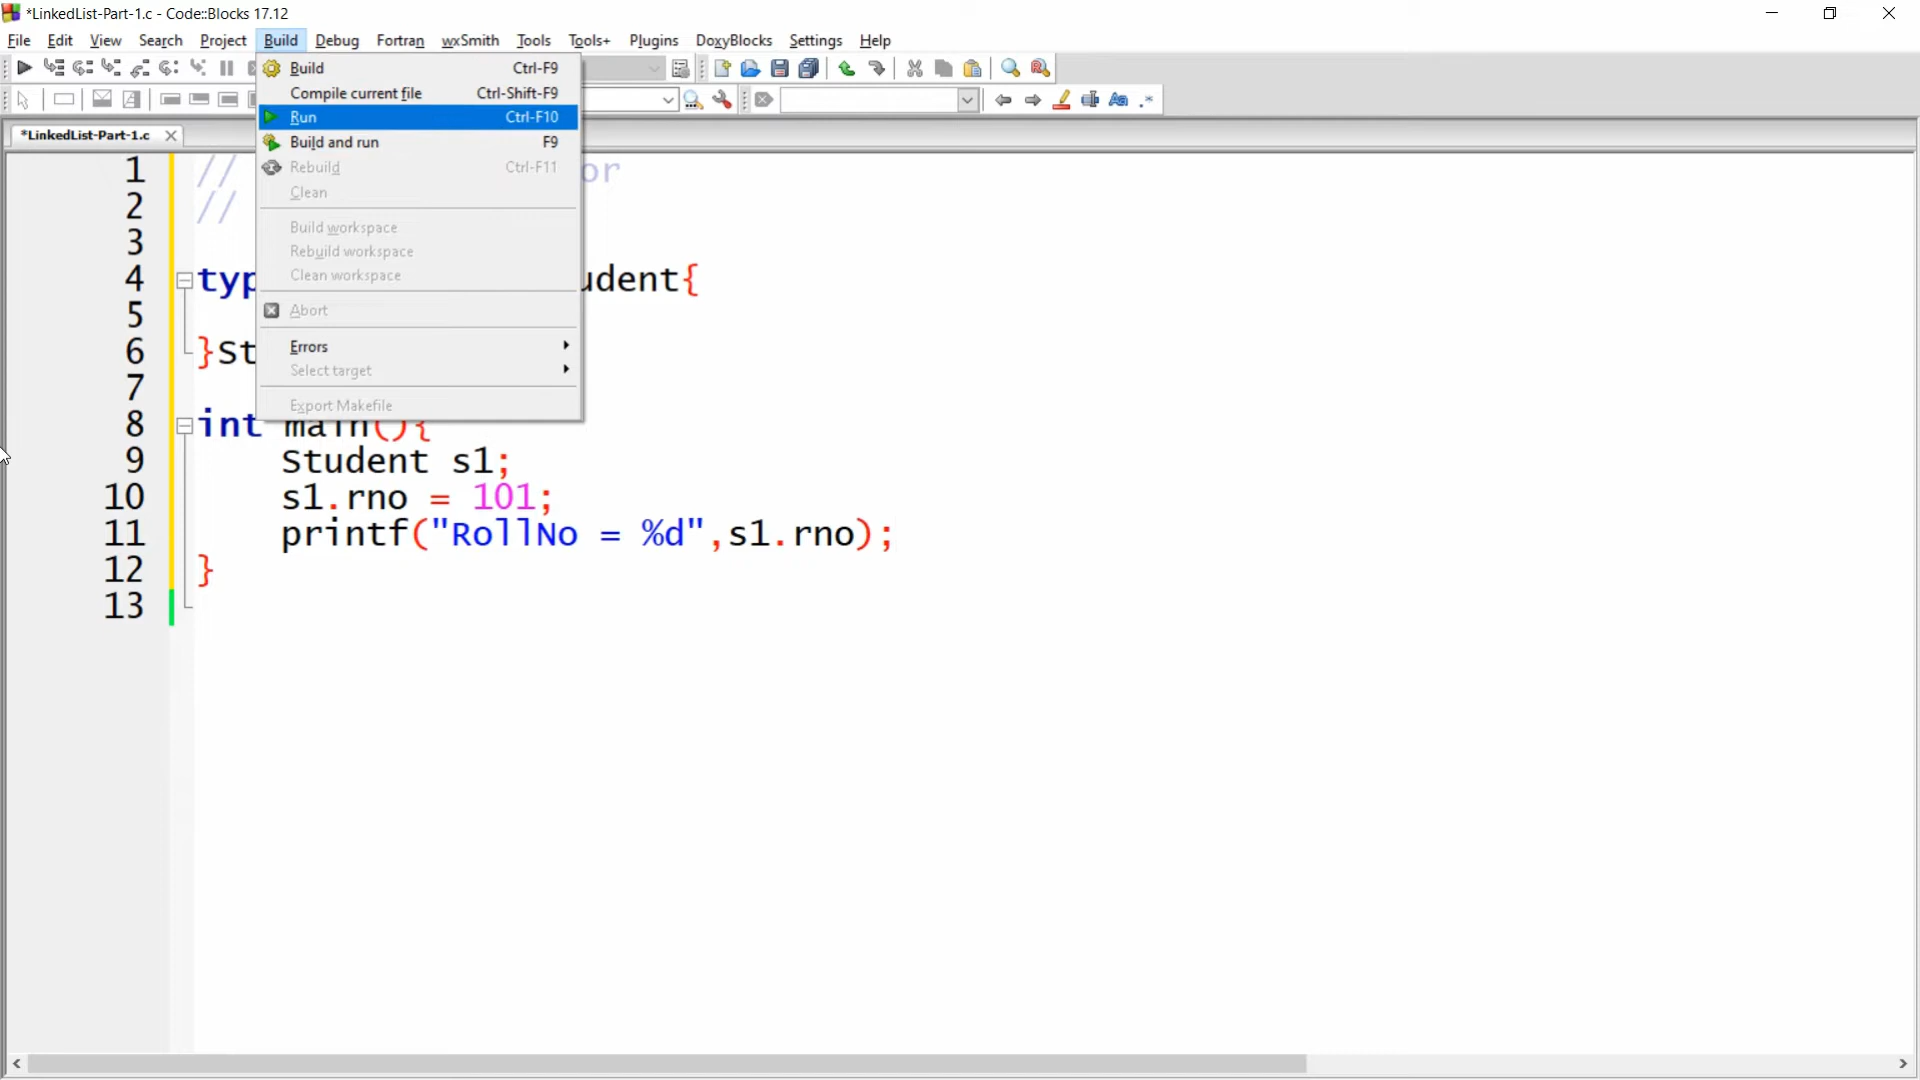 *LinkedList-Part-1.c - Code::Blocks 17.12
File Edit View Search Project Build Debug Fortran wxSmith Tools Tools+ Plugins DoxyBlocks Settings Help
Build Ctrl-F9
Compile current file Ctrl-Shift-F9
Run Ctrl-F10
Build and run F9
Rebuild Ctrl-F11
Clean
Build workspace
Rebuild workspace
Clean workspace
Abort
Errors
Select target
Export Makefile
*LinkedList-Part-1.c
1 // or
2 //
3
4 typ udent{
5
6 }St
7
8 int main(){
9 Student s1;
10 s1.rno = 101;
11 printf("RollNo = %d",s1.rno);
12 }
13